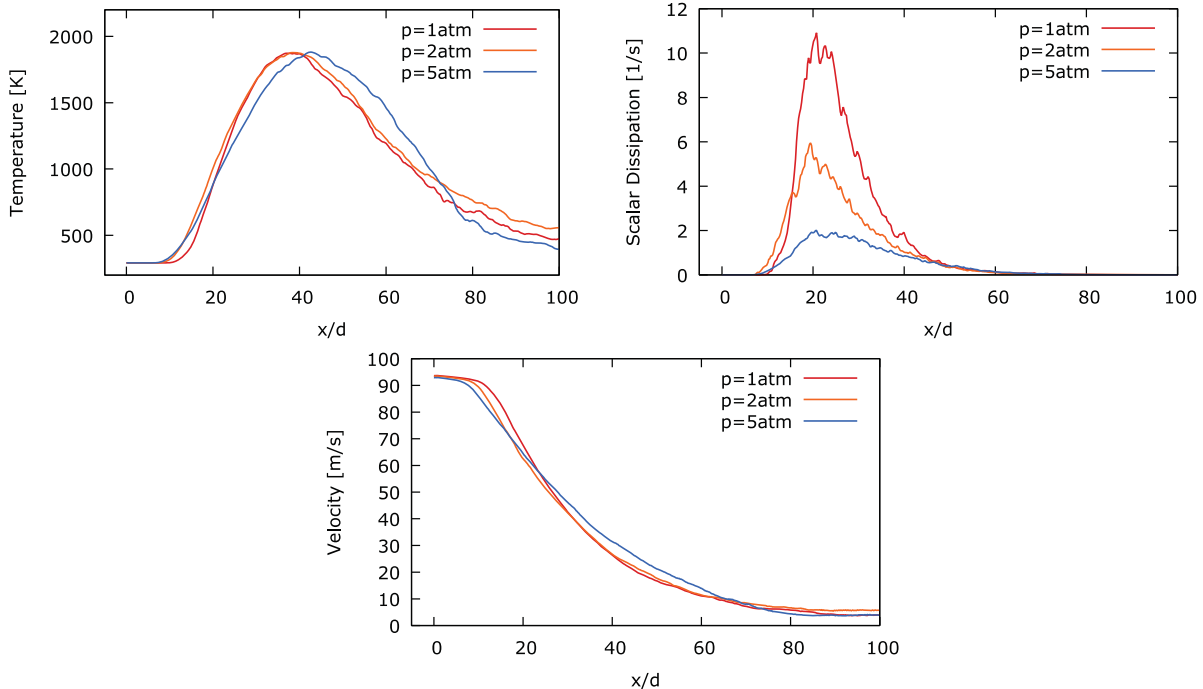 2000
1500
1000
500
0
20
40
60
80
100
Temperature [K]
x/d
p=1atm
p=2atm
p=5atm
12
10
8
6
4
2
0
0
20
40
60
80
100
Scalar Dissipation [1/s]
x/d
p=1atm
p=2atm
p=5atm
100
90
80
70
60
50
40
30
20
10
0
0
20
40
60
80
100
Velocity [m/s]
x/d
p=1atm
p=2atm
p=5atm